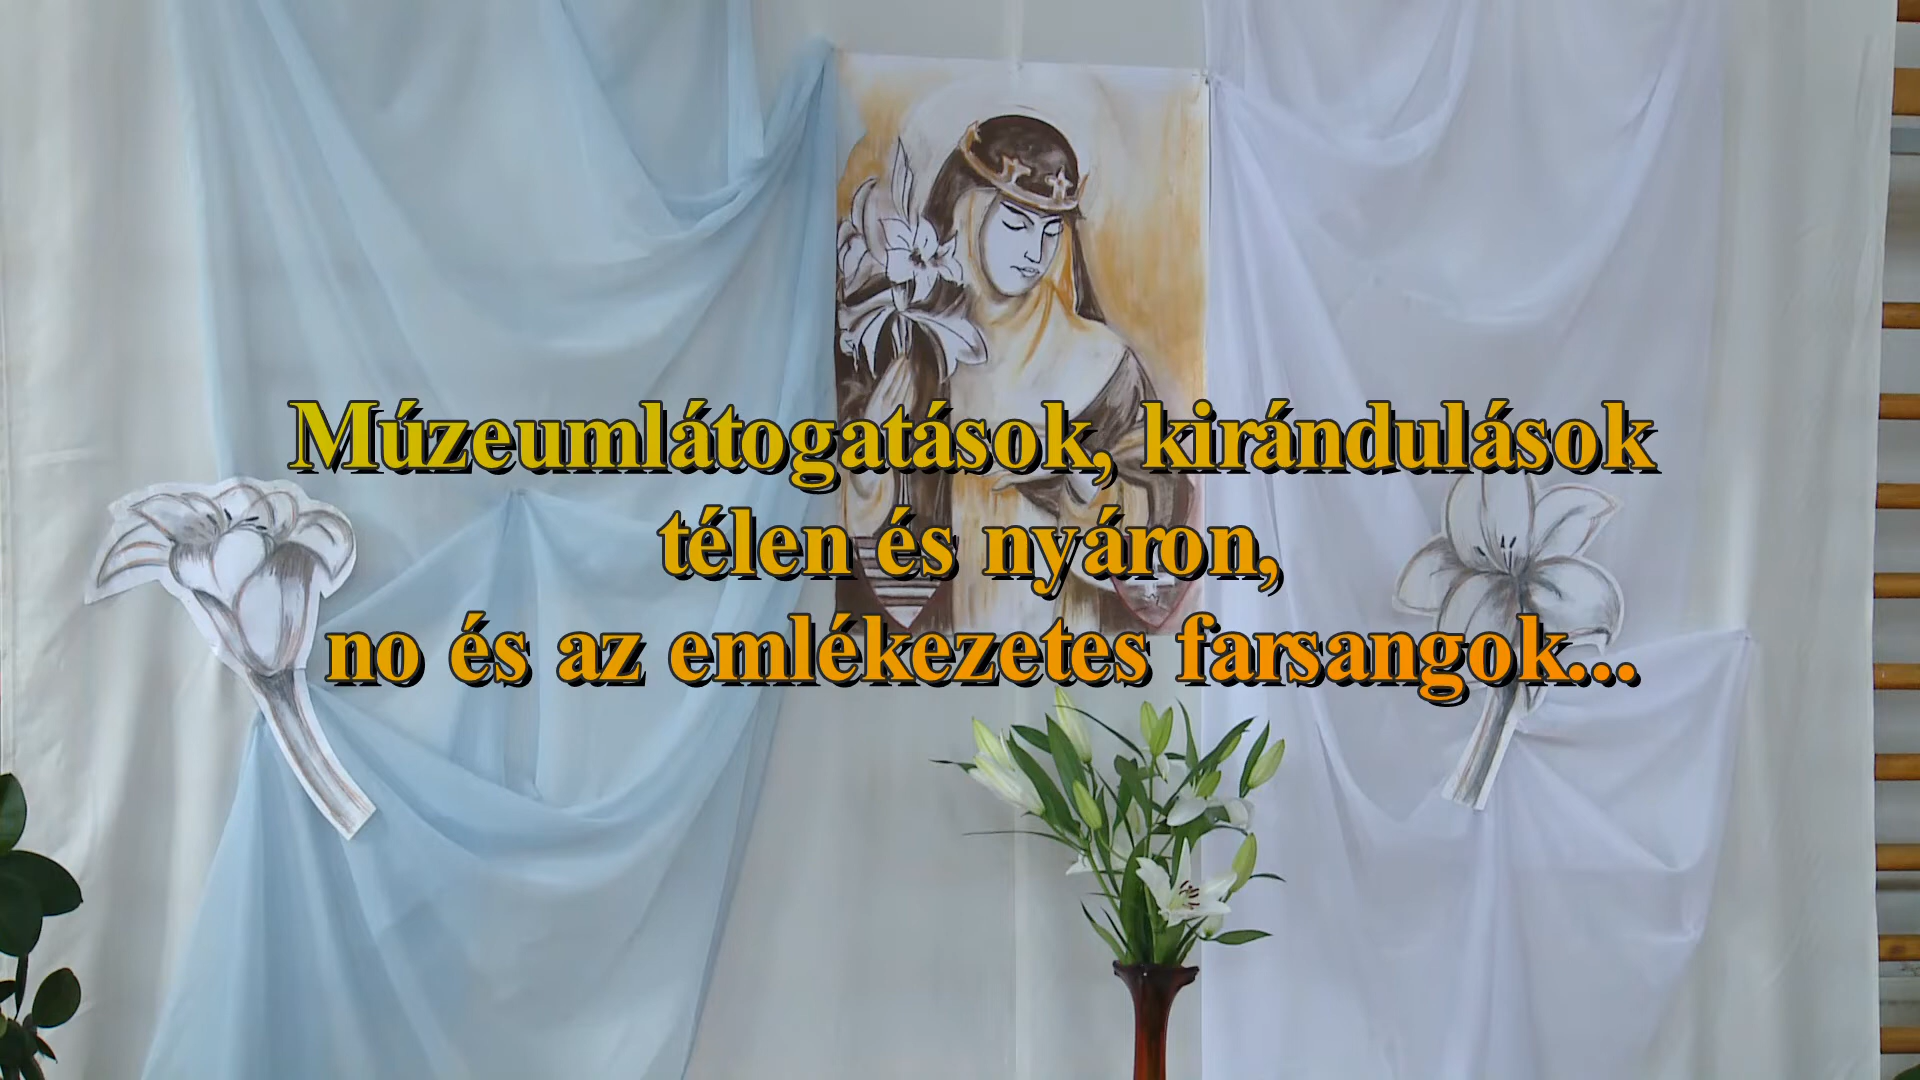 Múzeumlátogatások, kirándulások
télen és nyáron,
no és az emlékezetes farsangok...